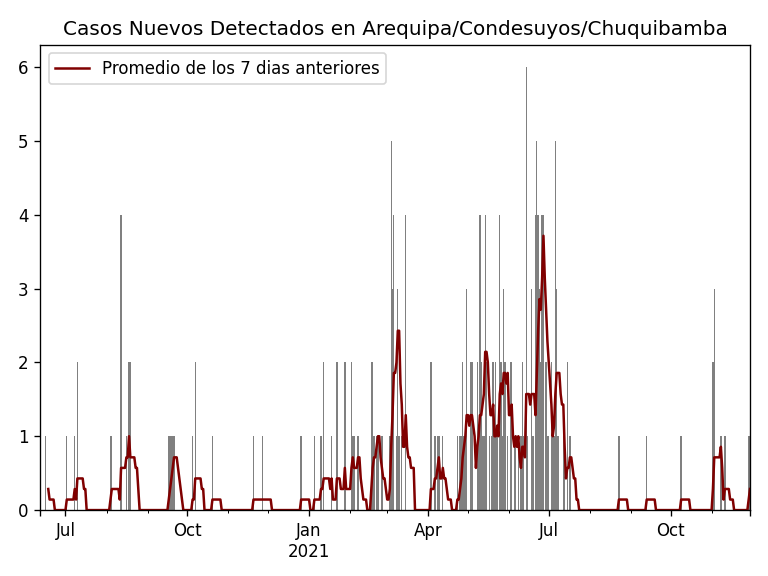 Casos Nuevos Detectados en Arequipa/Condesuyos/Chuquibamba
Promedio de los 7 dias anteriores
6
5
4
3
2
1
0
Jul Oct Jan Apr Jul Oct
2021